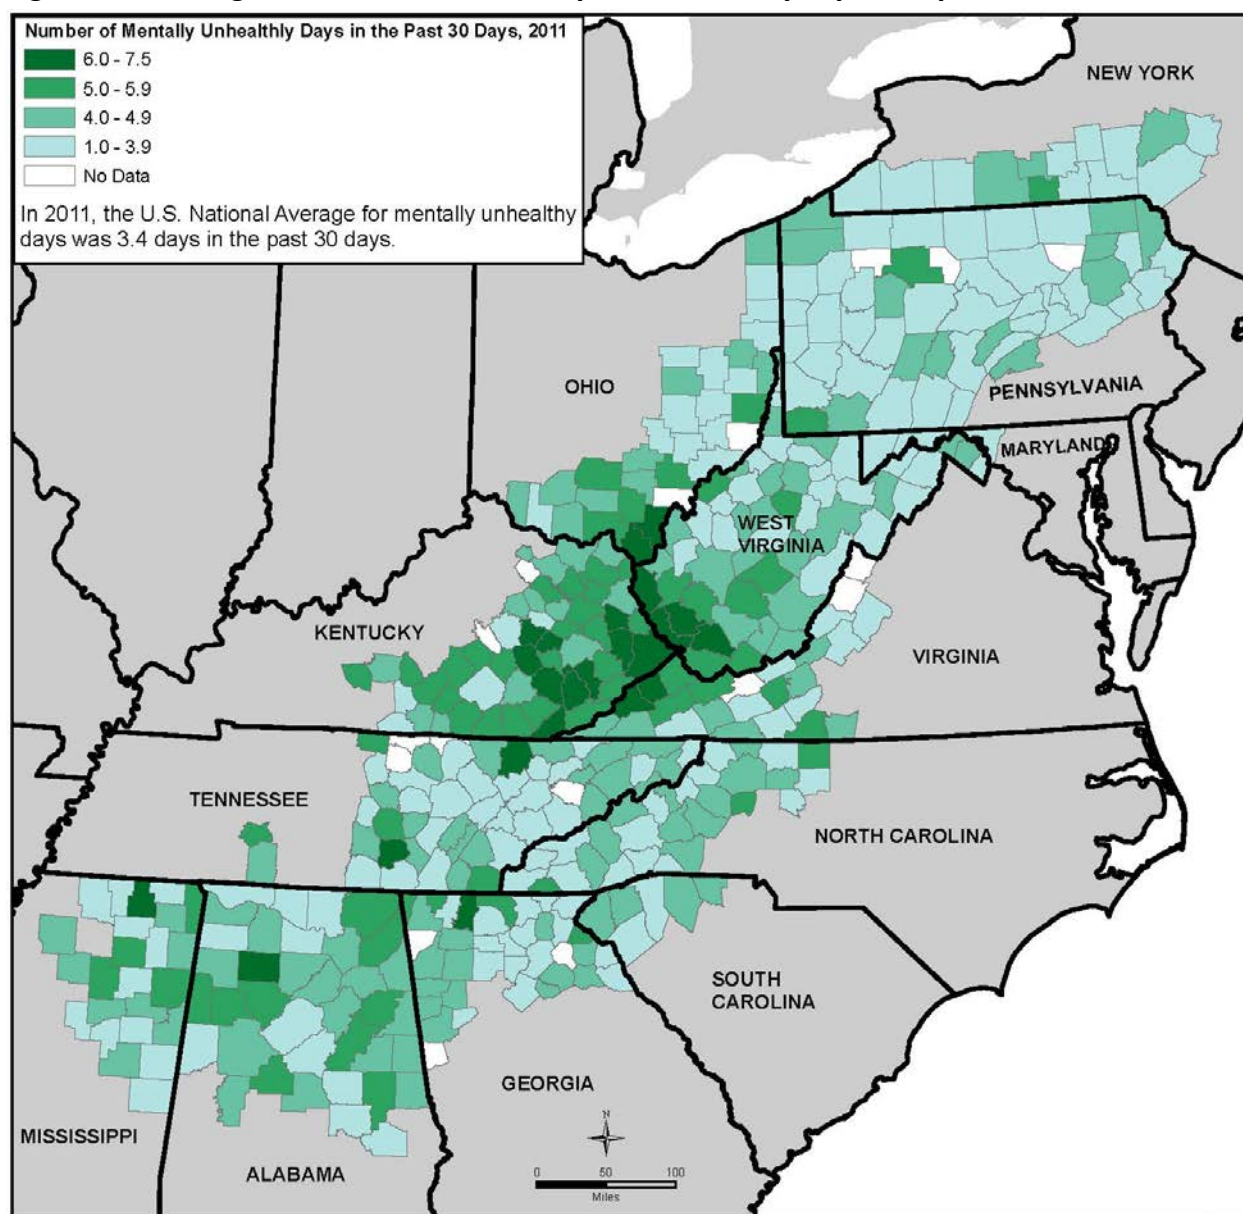 Number of Mentally Unhealthly Days in the Past 30 Days, 2011
6.0 - 7.5
5.0 - 5.9
4.0 - 4.9
1.0 - 3.9
No Data
In 2011, the U.S. National Average for mentally unhealthy
days was 3.4 days in the past 30 days.
NEW YORK
OHIO
PENNSYLVANIA
MARYLAND
WEST
VIRGINIA
KENTUCKY
VIRGINIA
TENNESSEE
NORTH CAROLINA
SOUTH
CAROLINA
GEORGIA
MISSISSIPPI
ALABAMA
N
0 50 100
Miles